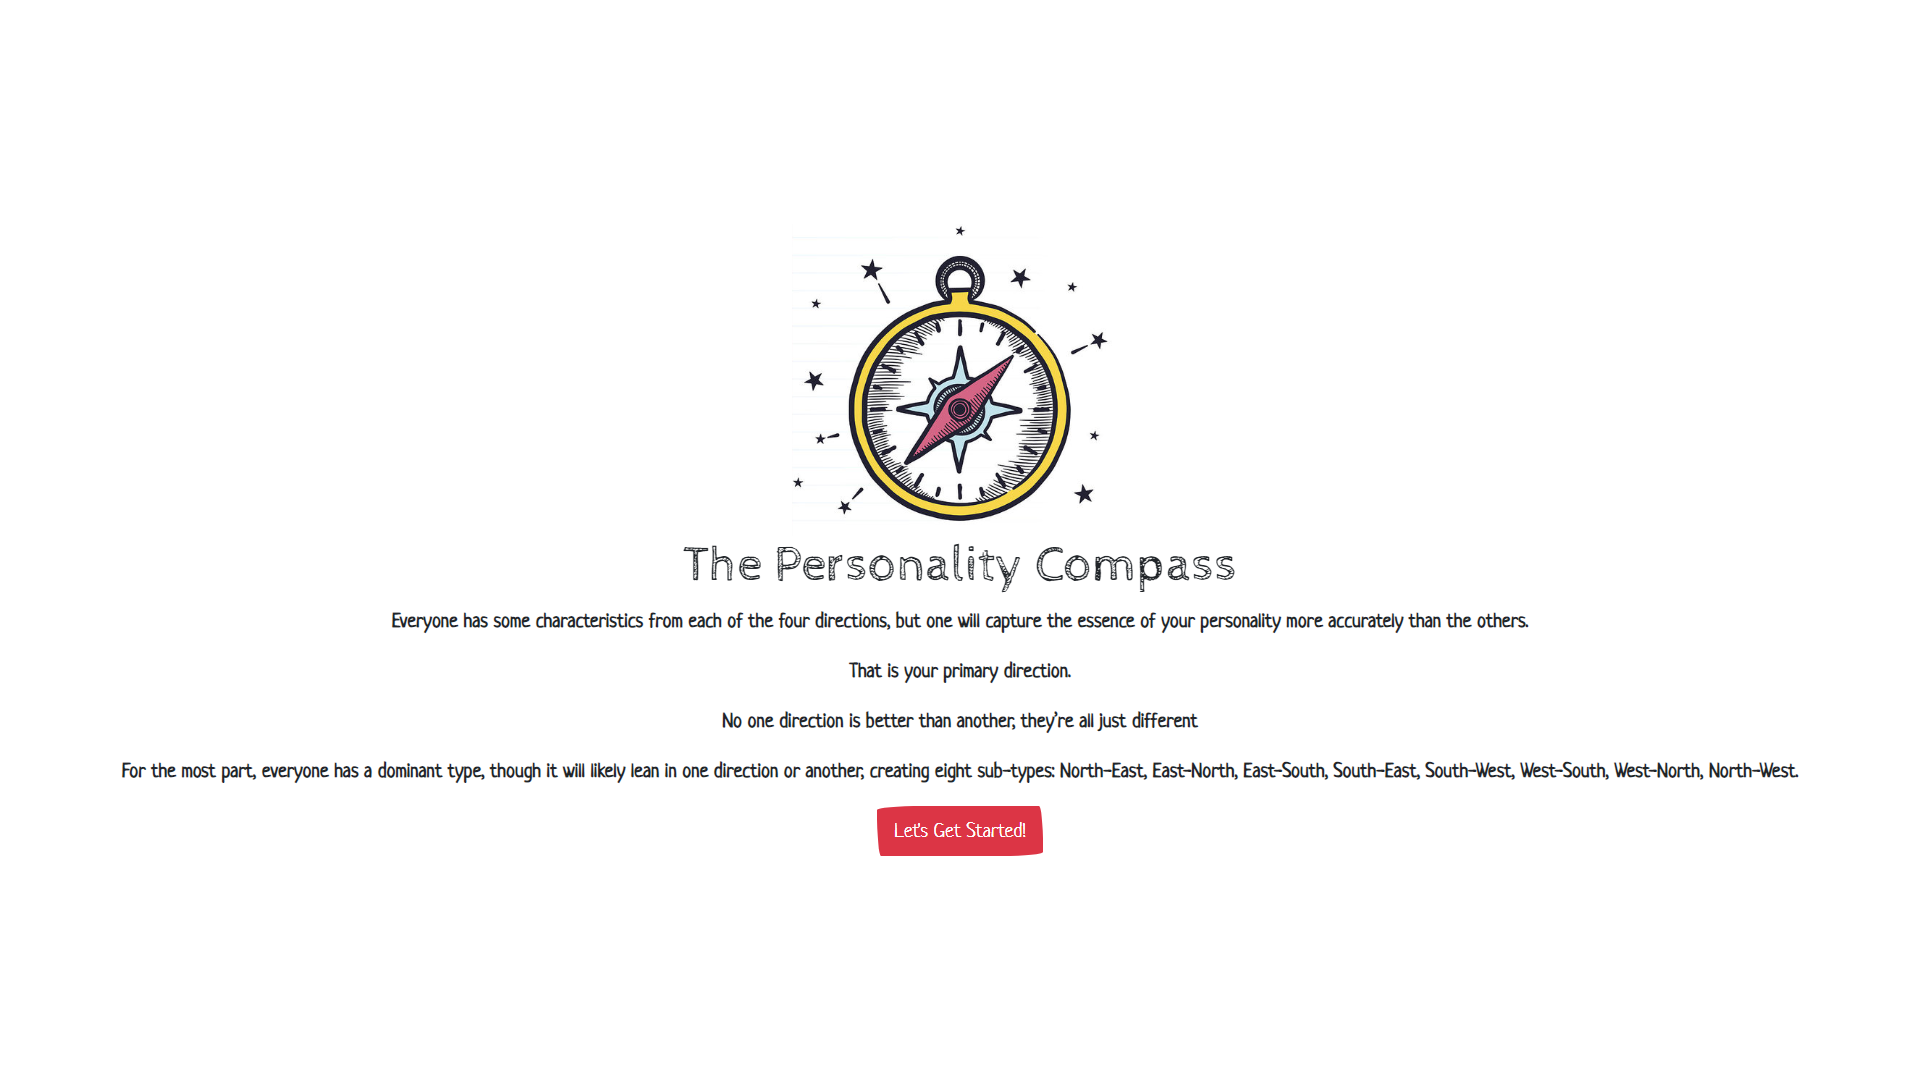 The Personality Compass
Everyone has some characteristics from each of the four directions, but one will capture the essence of your personality more accurately than the others.
That is your primary direction.
No one direction is better than another, they're all just different
For the most part, everyone has a dominant type, though it will likely lean in one direction or another, creating eight sub-types: North-East, East-North, East-South, South-East, South-West, West-South, West-North, North-West.
Let's Get Started!